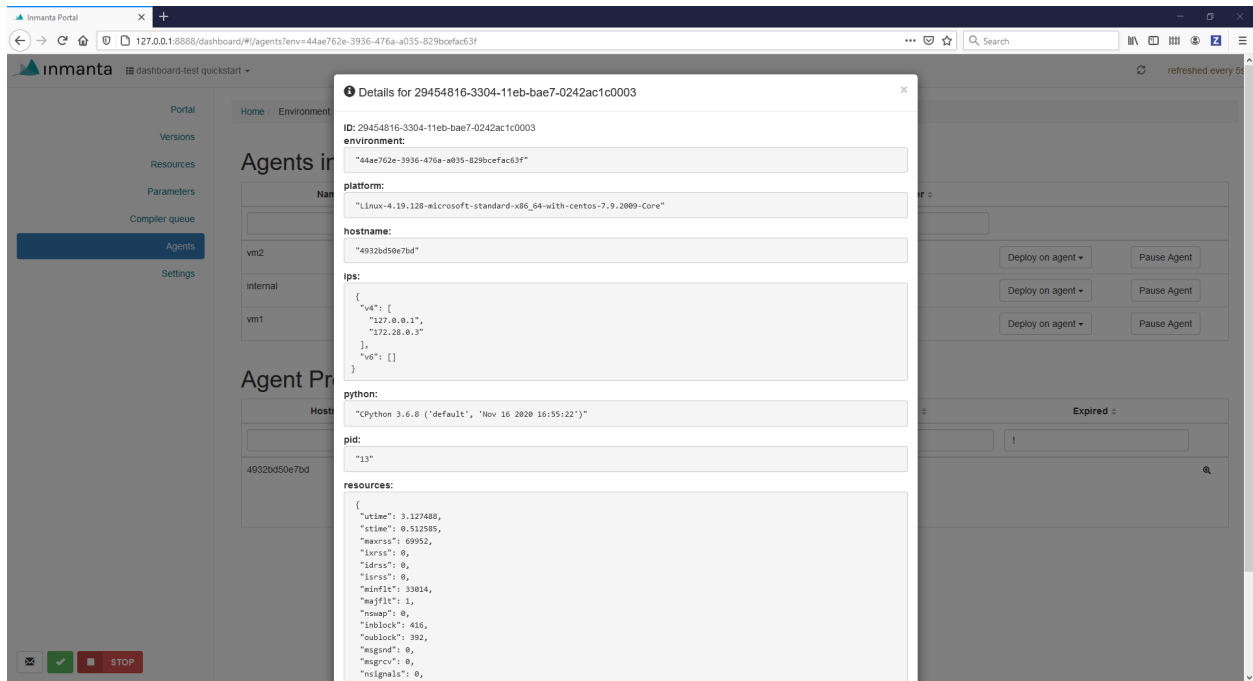 Inmanta Portal
127.0.0.1:8888/dashboard/#!/agents?env=44ae762e-3936-476a-a035-829bcefac63f
Search
inmanta
dashboard-test quickstart
refreshed every 5s
Portal
Versions
Resources
Parameters
Compiler queue
Agents
Settings
STOP
Home / Environment
Agents in
vm2
internal
vm1
Deploy on agent
Pause Agent
Deploy on agent
Pause Agent
Deploy on agent
Pause Agent
Agent Pr
Expired
!
4932bd50e7bd
Details for 29454816-3304-11eb-bae7-0242ac1c0003
×
ID: 29454816-3304-11eb-bae7-0242ac1c0003
environment:
"44ae762e-3936-476a-a035-829bcefac63f"
platform:
"Linux-4.19.128-microsoft-standard-x86_64-with-centos-7.9.2009-Core"
hostname:
"4932bd50e7bd"
ips:
{
"v4": [
"127.0.0.1",
"172.28.0.3"
],
"v6": []
}
python:
"CPython 3.6.8 ('default', 'Nov 16 2020 16:55:22')"
pid:
"13"
resources:
{
"utime": 3.127488,
"stime": 0.512585,
"maxrss": 69952,
"ixrss": 0,
"idrss": 0,
"isrss": 0,
"minflt": 33014,
"majflt": 1,
"nswap": 0,
"inblock": 416,
"oublock": 392,
"msgsnd": 0,
"msgrcv": 0,
"nsignals": 0,